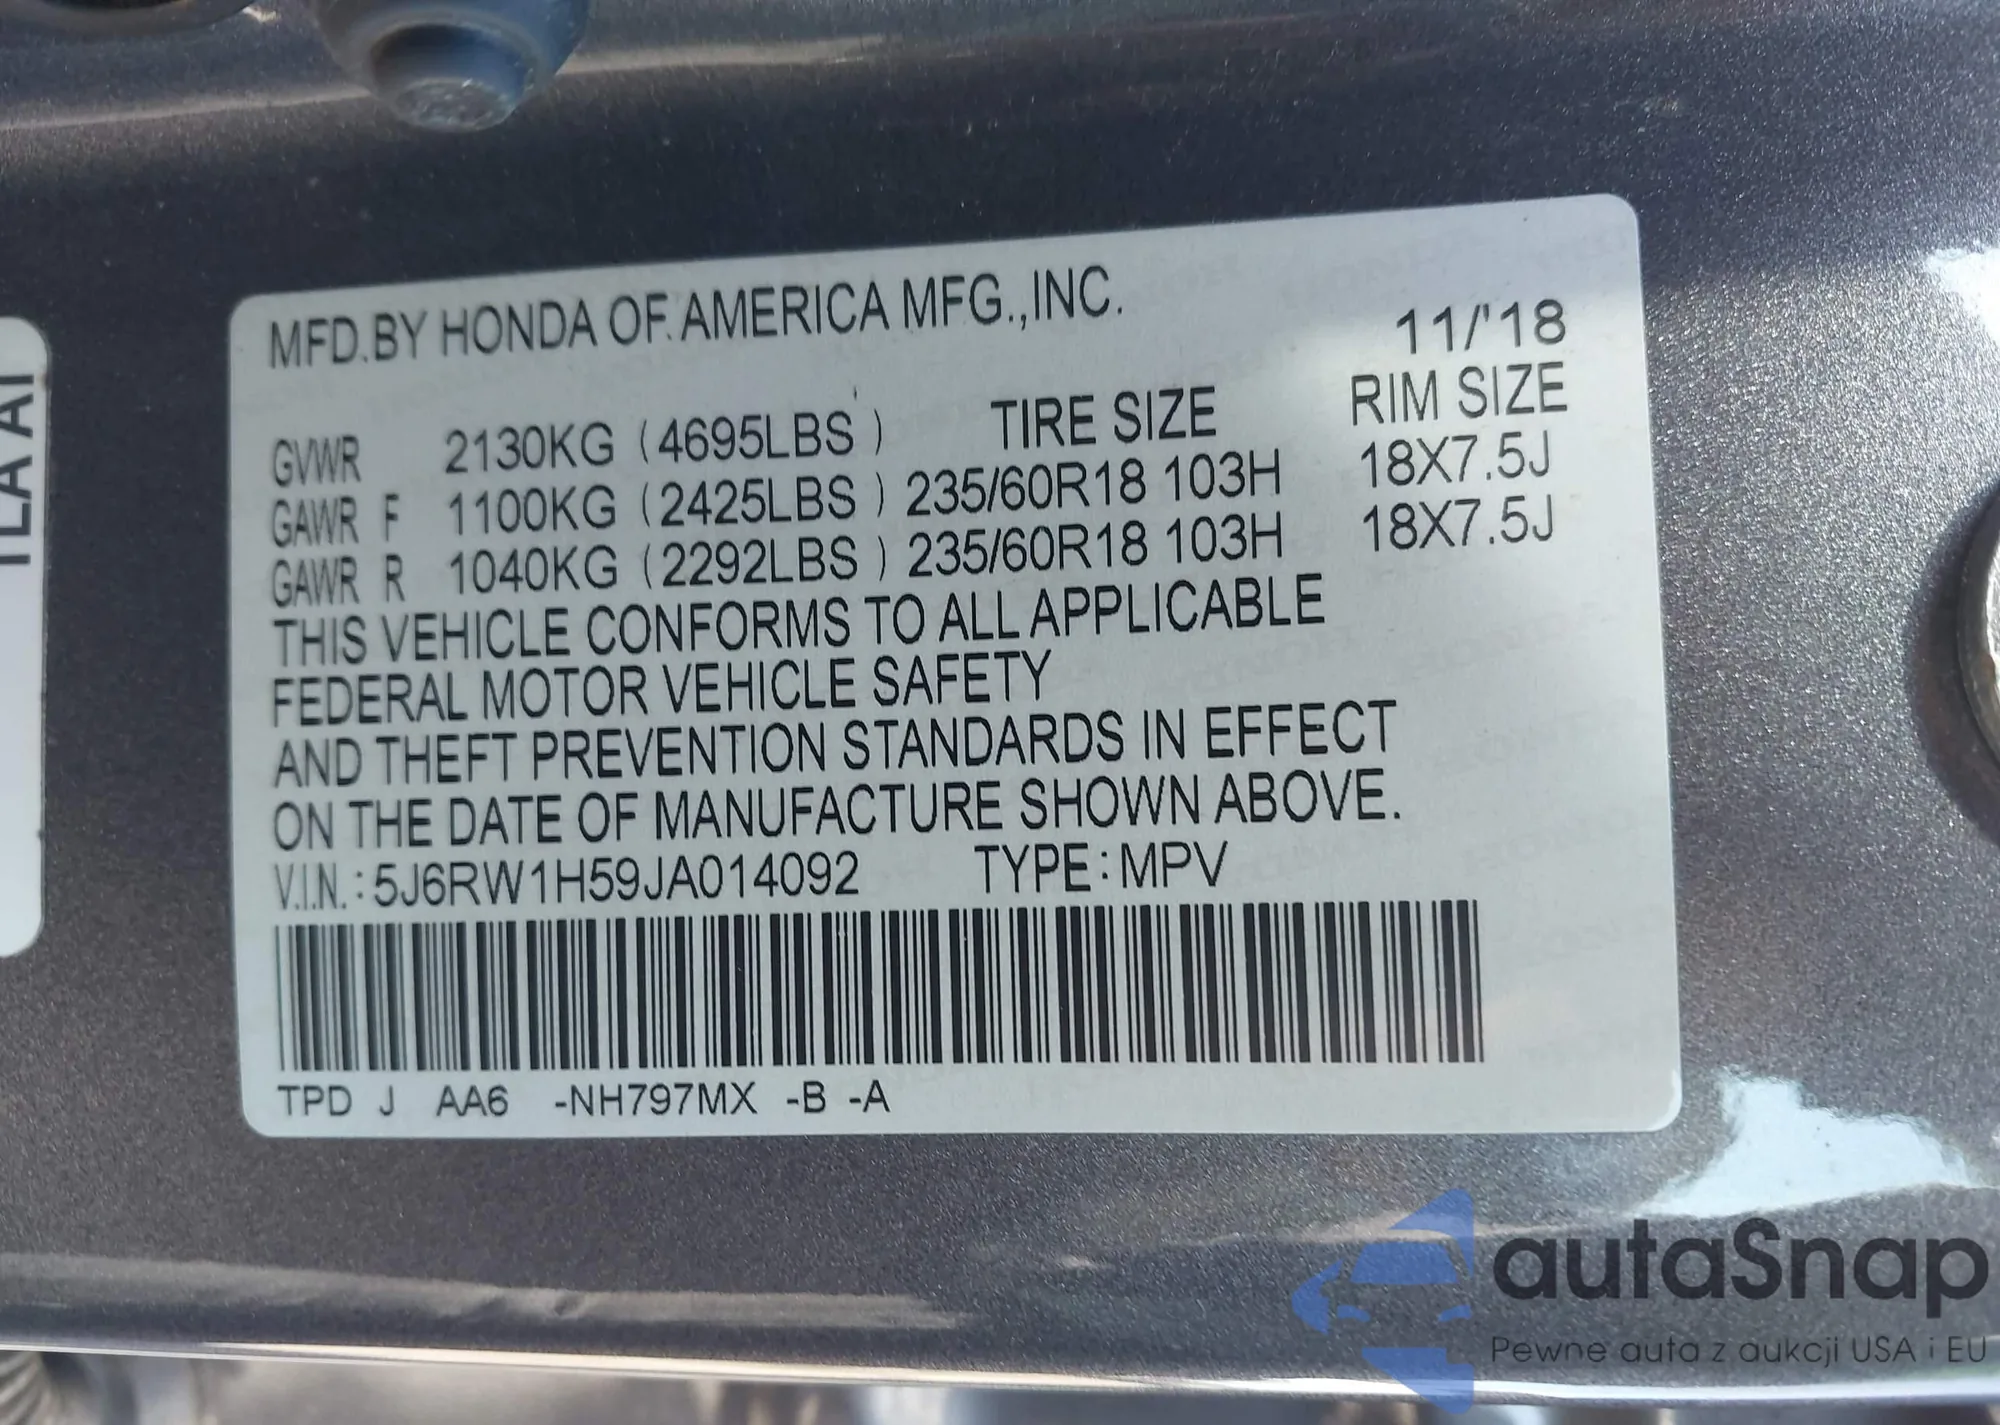 MFD.BY HONDA OF AMERICA MFG.,INC.
11/'18
TIRE SIZE RIM SIZE
GVWR 2130KG (4695LBS)
GAWR F 1100KG (2425LBS) 235/60R18 103H 18X7.5J
GAWR R 1040KG (2292LBS) 235/60R18 103H 18X7.5J
THIS VEHICLE CONFORMS TO ALL APPLICABLE
FEDERAL MOTOR VEHICLE SAFETY
AND THEFT PREVENTION STANDARDS IN EFFECT
ON THE DATE OF MANUFACTURE SHOWN ABOVE.
V.I.N.: 5J6RW1H59JA014092 TYPE: MPV
TPD J AA6 -NH797MX -B -A
autaSnap
Pewne auta z aukcji USA i EU